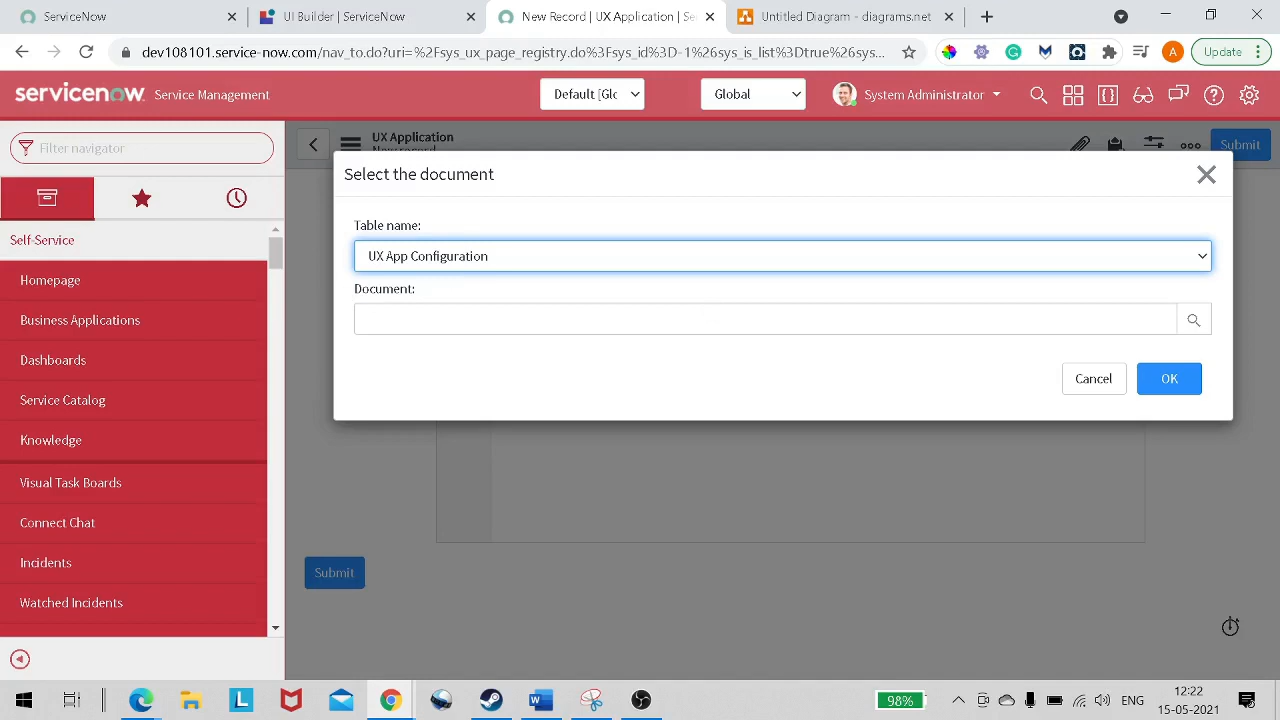 ServiceNow
UI Builder | ServiceNow
New Record | UX Application | Se
Untitled Diagram - diagrams.net
dev108101.service-now.com/nav_to.do?uri=%2Fsys_ux_page_registry.do%3Fsys_id%3D-1%26sys_is_list%3Dtrue%26sys...
A
Update
servicenow Service Management
Default [Glc
Global
System Administrator
Filter navigator
UX Application
New record
Submit
Select the document
Self-Service
Table name:
UX App Configuration
Homepage
Document:
Business Applications
Dashboards
Cancel
OK
Service Catalog
Knowledge
Visual Task Boards
Connect Chat
Incidents
Submit
Watched Incidents
98%
ENG
12:22
15-05-2021